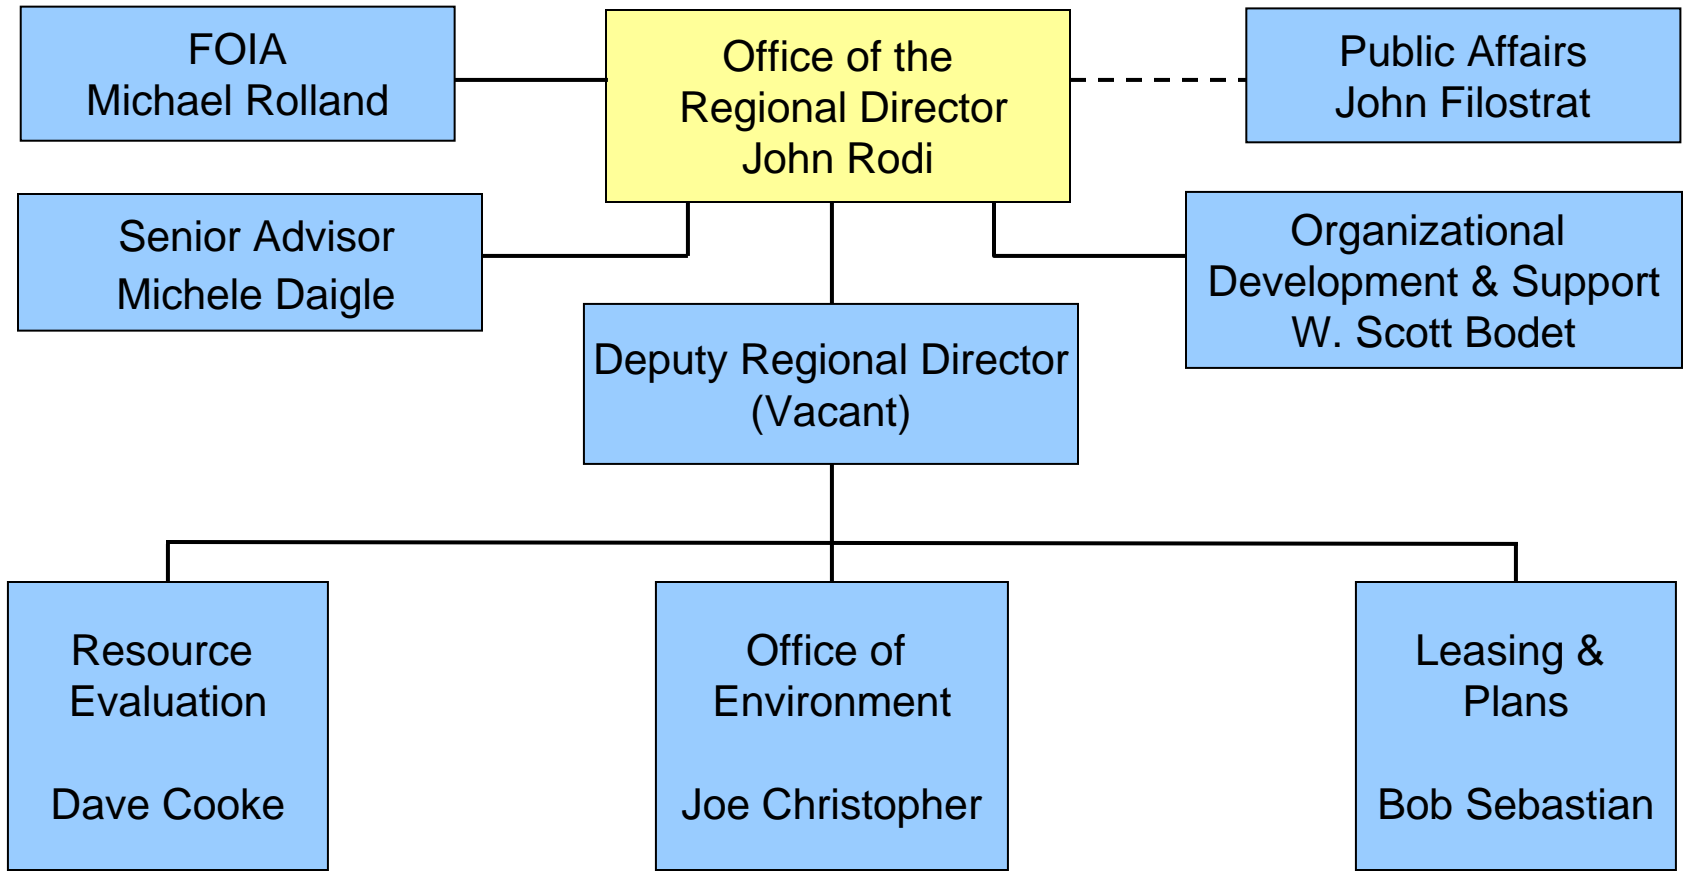 FOIA
Michael Rolland
Office of the
Regional Director
John Rodi
Public Affairs
John Filostrat
Senior Advisor
Michele Daigle
Organizational
Development & Support
W. Scott Bodet
Deputy Regional Director
(Vacant)
Resource
Evaluation
Dave Cooke
Office of
Environment
Joe Christopher
Leasing &
Plans
Bob Sebastian